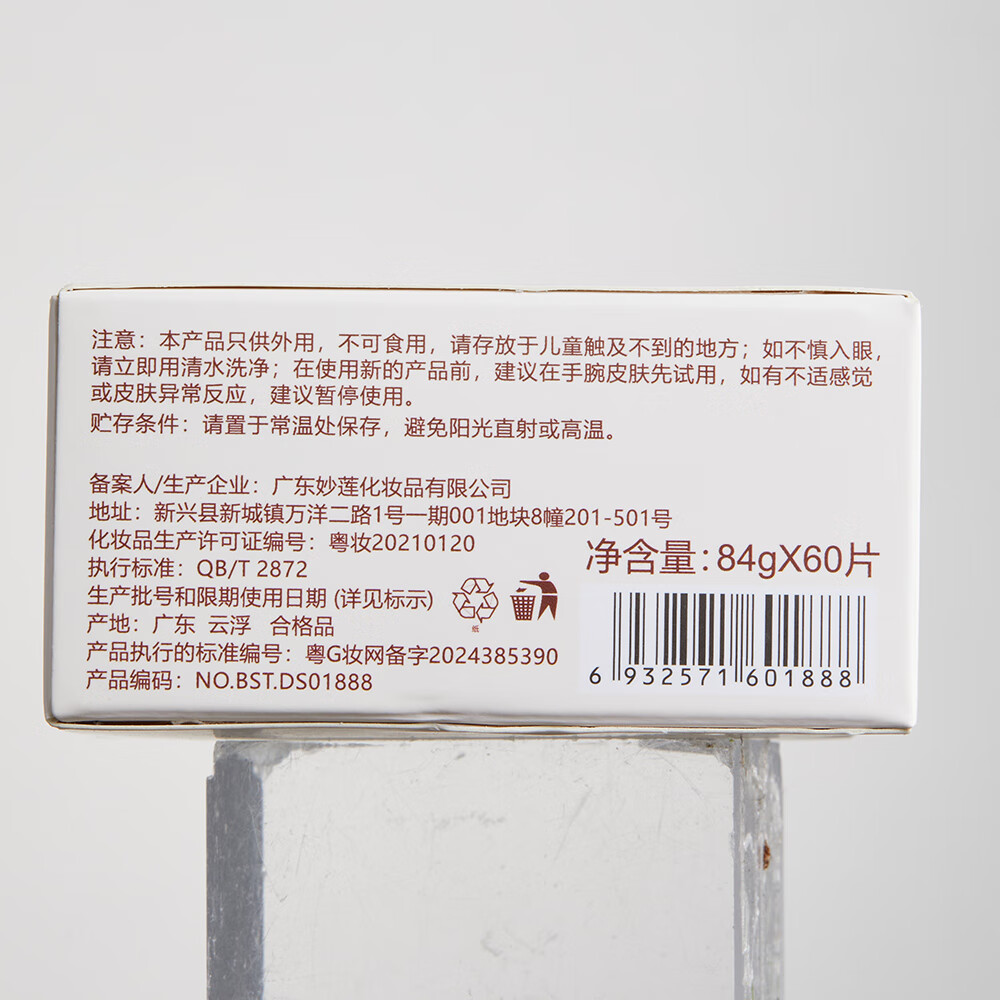 注意：本产品只供外用，不可食用，请存放于儿童触及不到的地方；如不慎入眼，
请立即用清水洗净；在使用新的产品前，建议在手腕皮肤先试用，如有不适感觉
或皮肤异常反应，建议暂停使用。
贮存条件：请置于常温处保存，避免阳光直射或高温。
备案人/生产企业：广东妙莲化妆品有限公司
地址：新兴县新城镇万洋二路1号一期001地块8幢201-501号
化妆品生产许可证编号：粤妆20210120
执行标准：QB/T 2872
生产批号和限期使用日期 (详见标示)
产地：广东 云浮 合格品
产品执行的标准编号：粤G妆网备字2024385390
产品编码：NO.BST.DS01888
纸
净含量：84gX60片
6 932571 601888